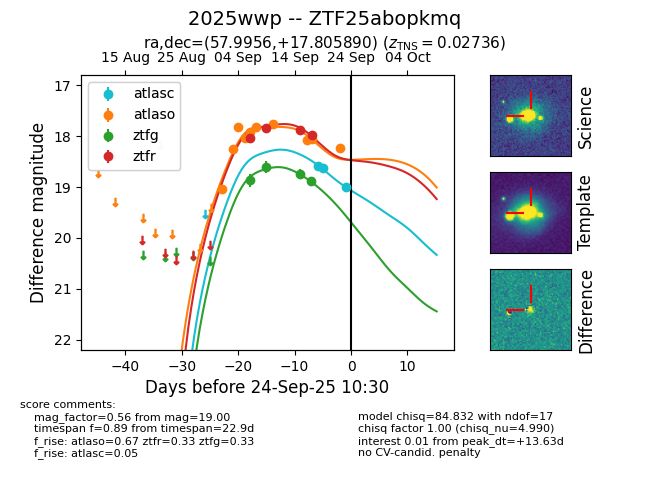 2025wwp -- ZTF25abopkmq
ra,dec=(57.9956,+17.805890) (z_TNS = 0.02736)
15 Aug 25 Aug 04 Sep 14 Sep 24 Sep 04 Oct
atlasc
atlaso
ztfg
ztfr
17
18
19
20
21
22
Difference magnitude
−40 −30 −20 −10 0 10
Days before 24-Sep-25 10:30
Science
Template
Difference
score comments:
mag_factor=0.56 from mag=19.00
timespan f=0.89 from timespan=22.9d
f_rise: atlaso=0.67 ztfr=0.33 ztfg=0.33
f_rise: atlasc=0.05
model chisq=84.832 with ndof=17
chisq factor 1.00 (chisq_nu=4.990)
interest 0.01 from peak_dt=+13.63d
no CV-candid. penalty